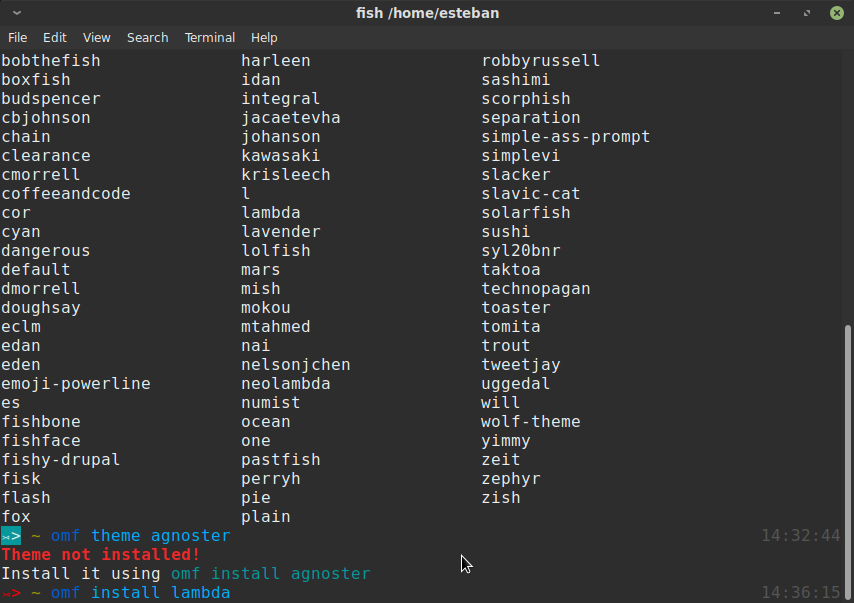 fish /home/esteban
File Edit View Search Terminal Help
bobthefish harleen robbyrussell
boxfish idan sashimi
budspencer integral scorphish
cbjohnson jacaetevha separation
chain johanson simple-ass-prompt
clearance kawasaki simplevi
cmorrell krisleech slacker
coffeeandcode l slavic-cat
cor lambda solarfish
cyan lavender sushi
dangerous lolfish syl20bnr
default mars taktoa
dmorrell mish technopagan
doughsay mokou toaster
eclm mtahmed tomita
edan nai trout
eden nelsonjchen tweetjay
emoji-powerline neolambda uggedal
es numist will
fishbone ocean wolf-theme
fishface one yimmy
fishy-drupal pastfish zeit
fisk perryh zephyr
flash pie zish
fox plain
⋊> ~ omf theme agnoster 14:32:44
Theme not installed!
Install it using omf install agnoster
⋊> ~ omf install lambda 14:36:15